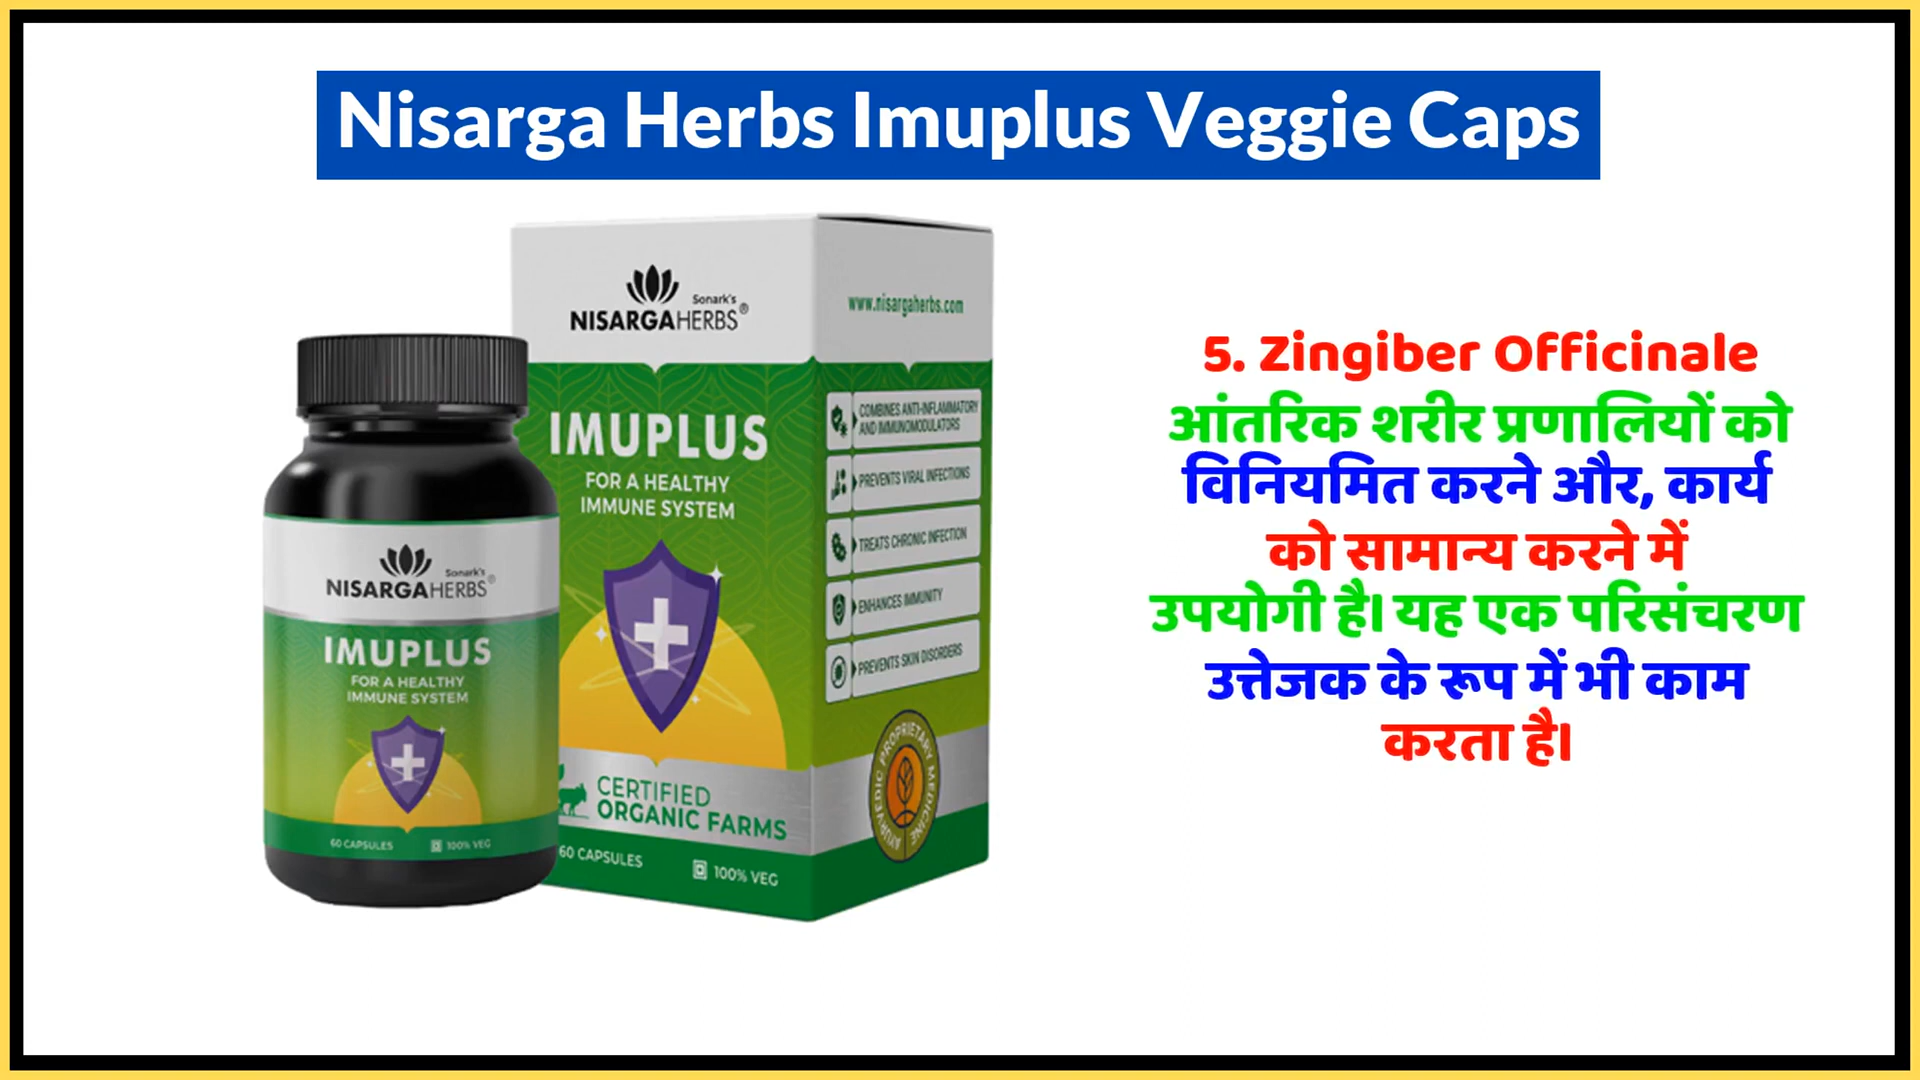 Nisarga Herbs Imuplus Veggie Caps
Sonark's
NISARGAHERBS®
www.nisargaherbs.com
IMUPLUS
FOR A HEALTHY
IMMUNE SYSTEM
COMBINES ANTI-INFLAMMATORY
AND IMMUNOMODULATORS
PREVENTS VIRAL INFECTIONS
TREATS CHRONIC INFECTION
ENHANCES IMMUNITY
PREVENTS SKIN DISORDERS
AYURVEDIC PROPRIETARY MEDICINE
CERTIFIED
ORGANIC FARMS
60 CAPSULES
100% VEG
Sonark's
NISARGAHERBS®
IMUPLUS
FOR A HEALTHY
IMMUNE SYSTEM
60 CAPSULES
100% VEG
5. Zingiber Officinale
आंतरिक शरीर प्रणालियों को
विनियमित करने और, कार्य
को सामान्य करने में
उपयोगी है। यह एक परिसंचरण
उत्तेजक के रूप में भी काम
करता है।